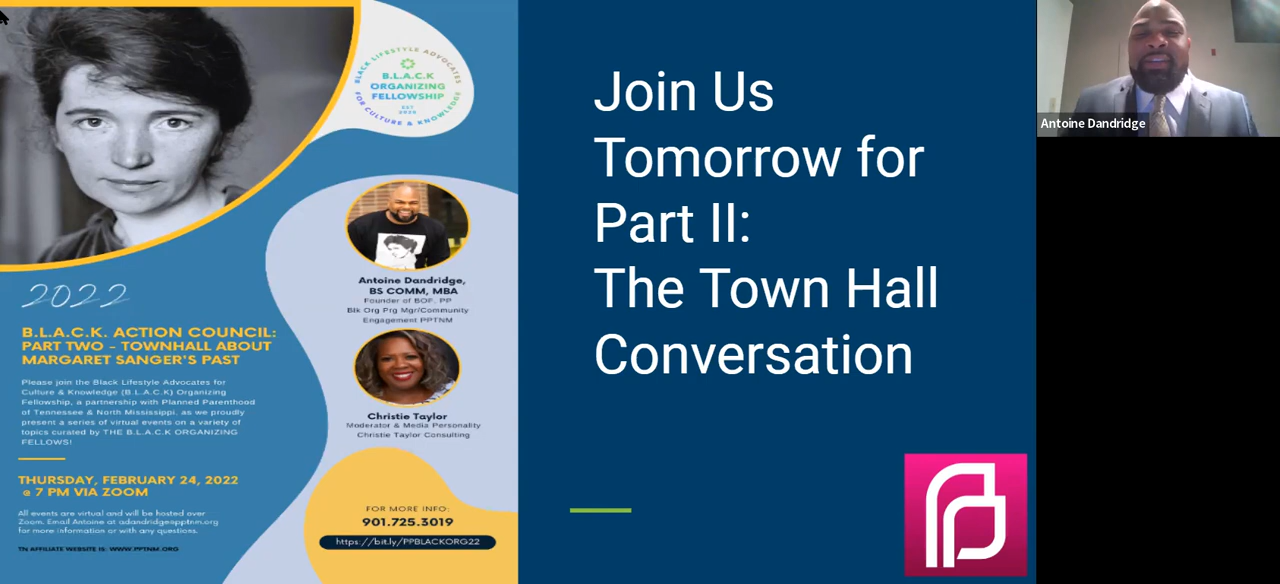 BLACK LIFESTYLE ADVOCATES
B.L.A.C.K
ORGANIZING
FELLOWSHIP
EST
FOR CULTURE & KNOWLEDGE
Antoine Dandridge,
BS COMM, MBA
Founder of BOF, PP
Blk Org Prg Mgr/Community
Engagement PPTNM
Christie Taylor
Moderator & Media Personality
Christie Taylor Consulting
2022
B.L.A.C.K. ACTION COUNCIL:
PART TWO - TOWNHALL ABOUT
MARGARET SANGER'S PAST
Please join the Black Lifestyle Advocates for
Culture & Knowledge (B.L.A.C.K) Organizing
Fellowship, a partnership with Planned Parenthood
of Tennessee & North Mississippi, as we proudly
present a series of virtual events on a variety of
topics curated by THE B.L.A.C.K ORGANIZING
FELLOWS!
THURSDAY, FEBRUARY 24, 2022
@ 7 PM VIA ZOOM
All events are virtual and will be hosted over
Zoom. Email Antoine at adandridge@pptnm.org
for more information or with any questions.
TN AFFILIATE WEBSITE IS: WWW.PPTNM.ORG
FOR MORE INFO:
901.725.3019
https://bit.ly/PPBLACKORG22
Join Us
Tomorrow for
Part II:
The Town Hall
Conversation
Antoine Dandridge